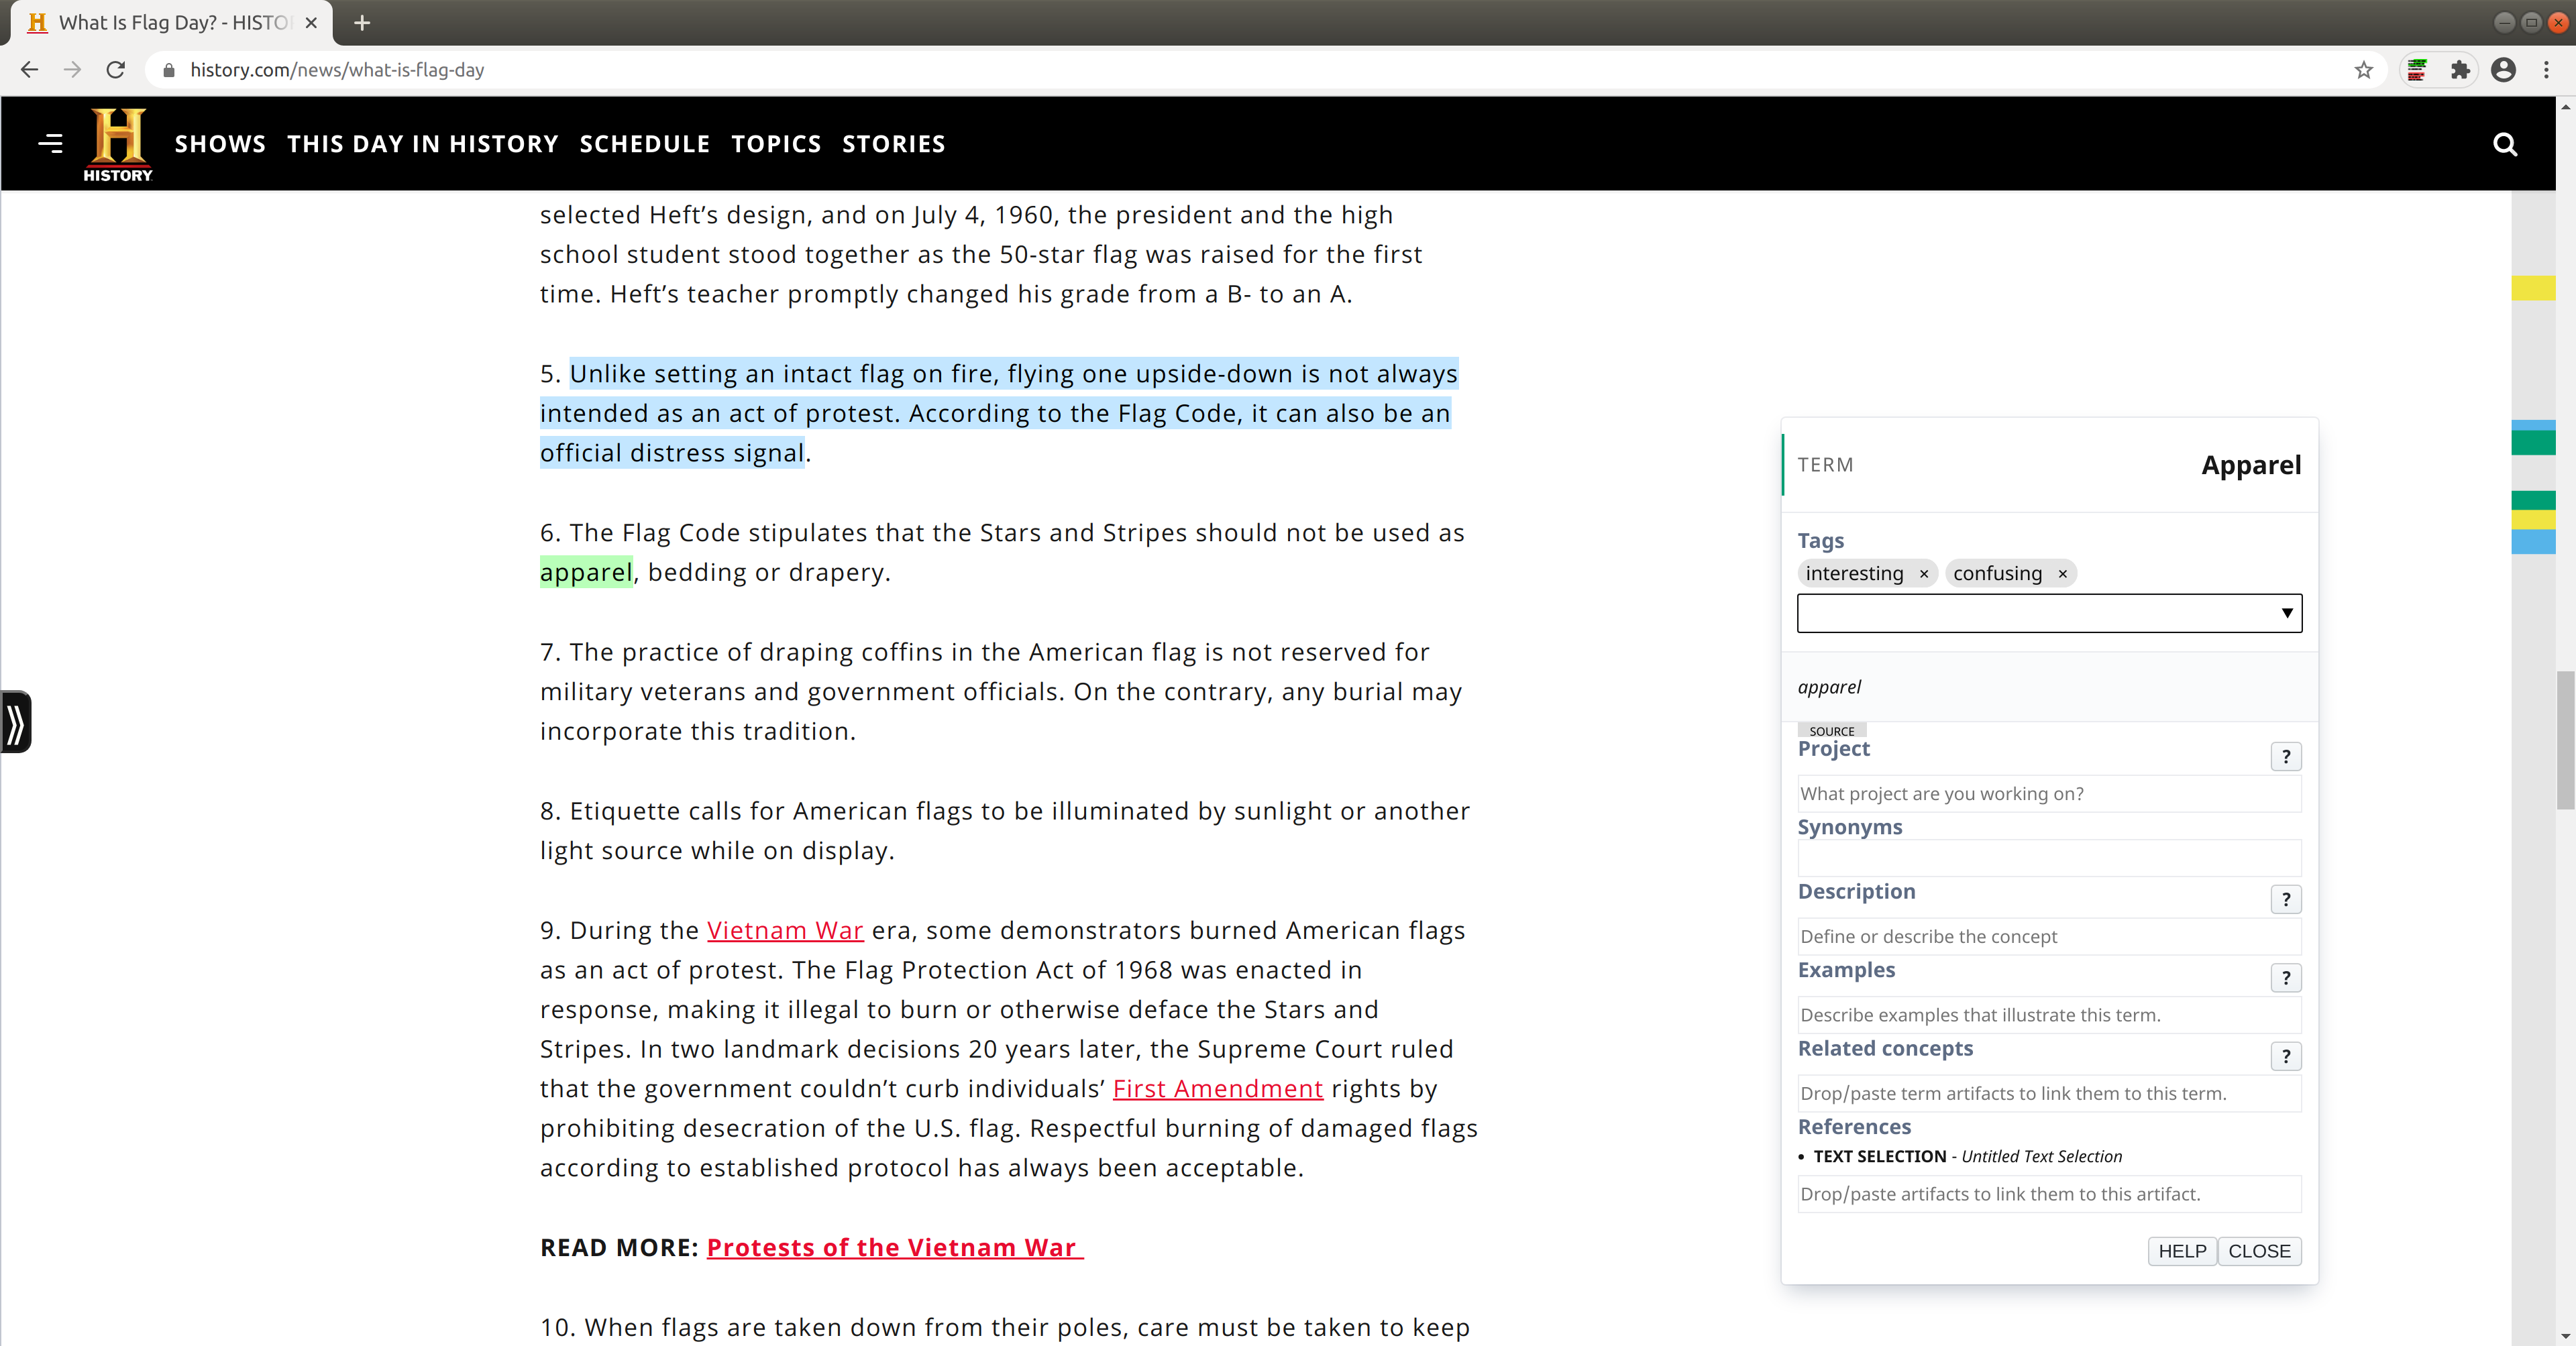 What Is Flag Day? - HISTO
history.com/news/what-is-flag-day
H
HISTORY
SHOWS THIS DAY IN HISTORY SCHEDULE TOPICS STORIES
selected Heft’s design, and on July 4, 1960, the president and the high
school student stood together as the 50-star flag was raised for the first
time. Heft’s teacher promptly changed his grade from a B- to an A.
5. Unlike setting an intact flag on fire, flying one upside-down is not always
intended as an act of protest. According to the Flag Code, it can also be an
official distress signal.
6. The Flag Code stipulates that the Stars and Stripes should not be used as
apparel, bedding or drapery.
7. The practice of draping coffins in the American flag is not reserved for
military veterans and government officials. On the contrary, any burial may
incorporate this tradition.
8. Etiquette calls for American flags to be illuminated by sunlight or another
light source while on display.
9. During the Vietnam War era, some demonstrators burned American flags
as an act of protest. The Flag Protection Act of 1968 was enacted in
response, making it illegal to burn or otherwise deface the Stars and
Stripes. In two landmark decisions 20 years later, the Supreme Court ruled
that the government couldn’t curb individuals’ First Amendment rights by
prohibiting desecration of the U.S. flag. Respectful burning of damaged flags
according to established protocol has always been acceptable.
READ MORE: Protests of the Vietnam War
10. When flags are taken down from their poles, care must be taken to keep
TERM Apparel
Tags
interesting × confusing ×
apparel
SOURCE
Project ?
What project are you working on?
Synonyms
Description ?
Define or describe the concept
Examples ?
Describe examples that illustrate this term.
Related concepts ?
Drop/paste term artifacts to link them to this term.
References
• TEXT SELECTION - Untitled Text Selection
Drop/paste artifacts to link them to this artifact.
HELP CLOSE